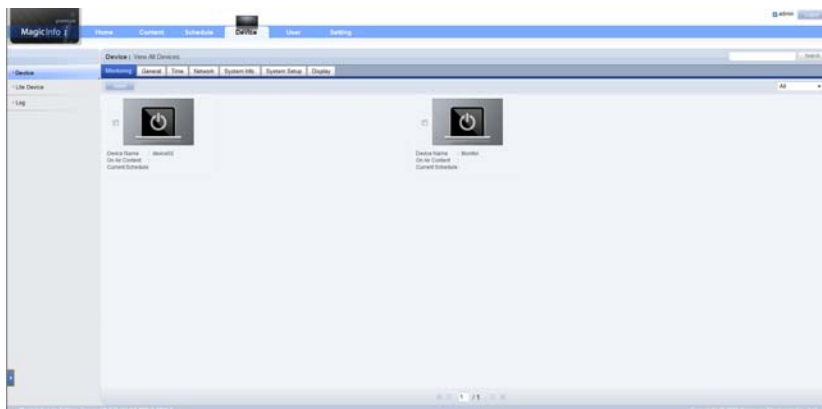 premium
MagicInfo i
admin
Logout
Home Content Schedule Device User Setting
Device : View All Devices
Search
Device
Lite Device
Log
Monitoring General Time Network System Info. System Setup Display
All
Device Name : device02
On Air Content
Current Schedule
Device Name : Monitor
On Air Content
Current Schedule
1 / 1